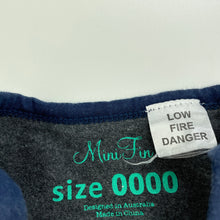 LOW
FIRE
DANGER
Mini Fin
size 0000
Designed in Australia
Made in China